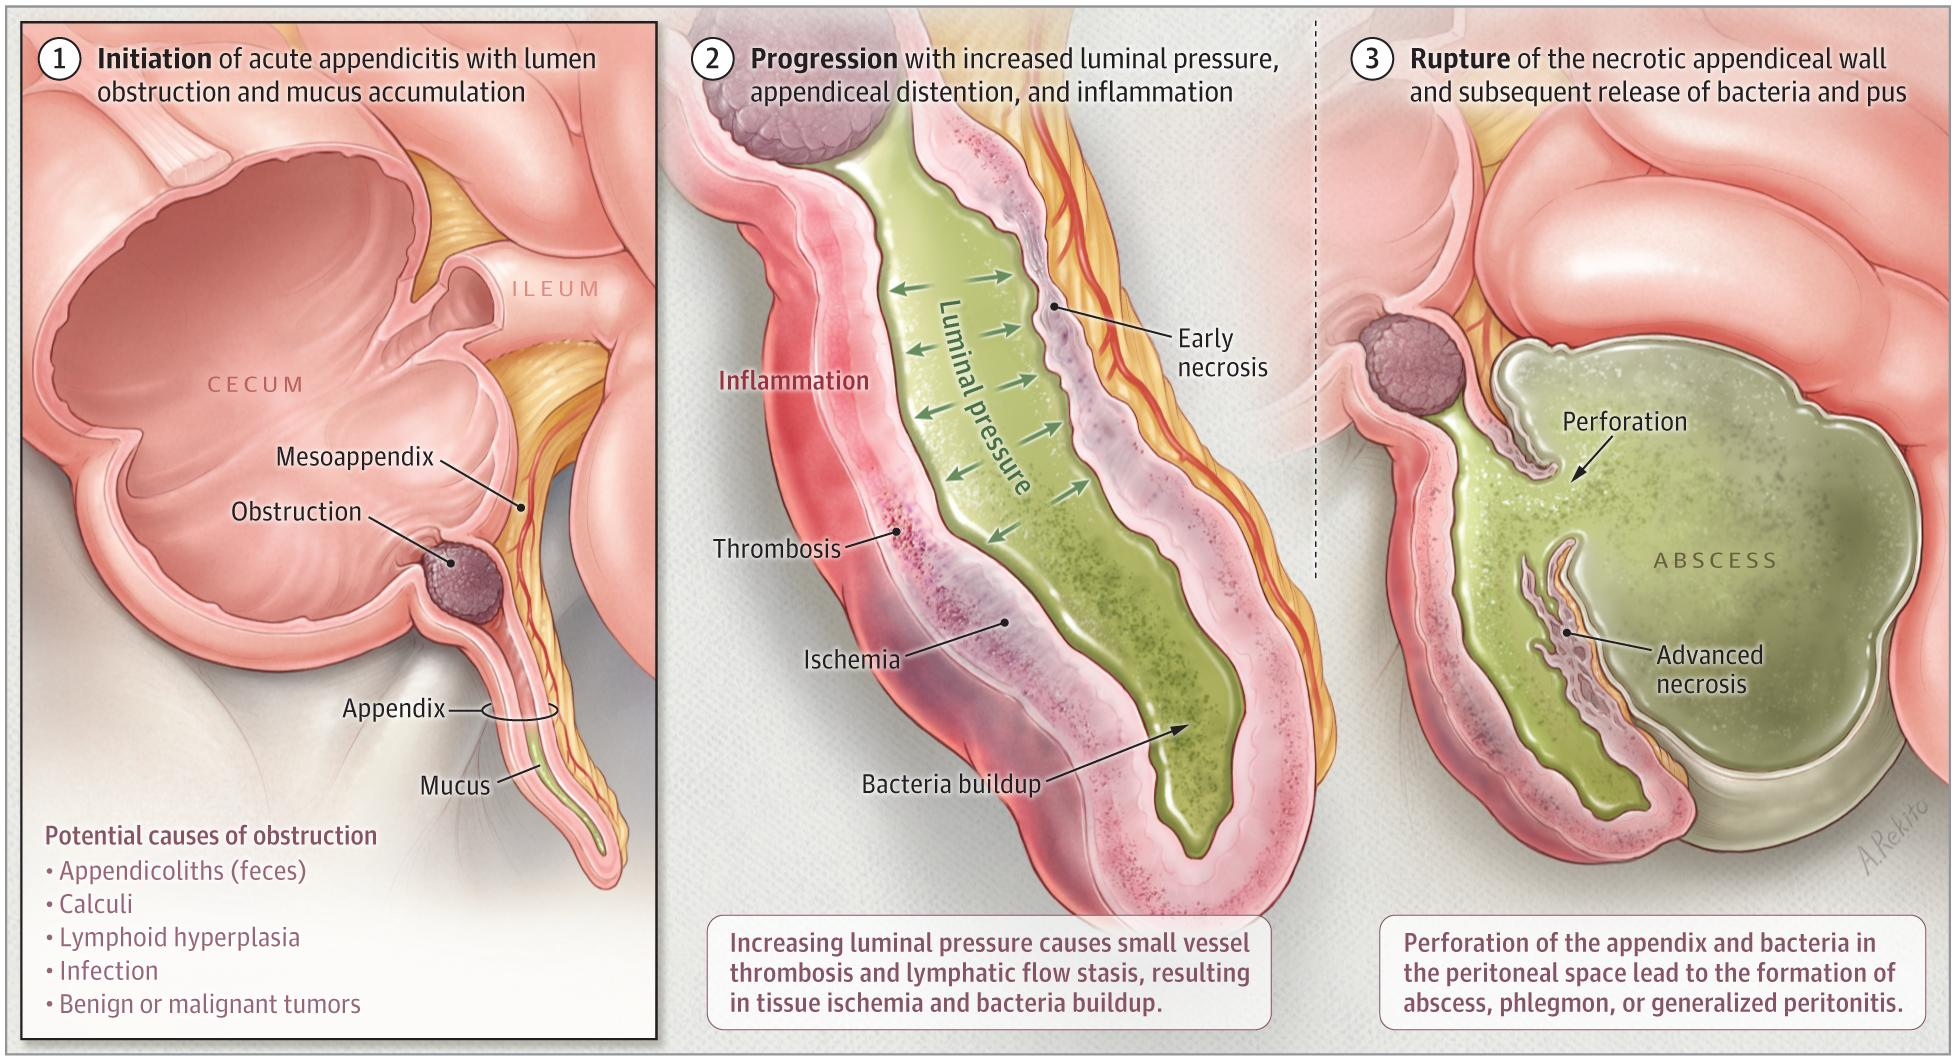 1 Initiation of acute appendicitis with lumen
obstruction and mucus accumulation
CECUM
ILEUM
Mesoappendix
Obstruction
Appendix
Mucus
Potential causes of obstruction
• Appendicoliths (feces)
• Calculi
• Lymphoid hyperplasia
• Infection
• Benign or malignant tumors
2 Progression with increased luminal pressure,
appendiceal distention, and inflammation
Luminal pressure
Early
necrosis
Inflammation
Thrombosis
Ischemia
Bacteria buildup
Increasing luminal pressure causes small vessel
thrombosis and lymphatic flow stasis, resulting
in tissue ischemia and bacteria buildup.
3 Rupture of the necrotic appendiceal wall
and subsequent release of bacteria and pus
Perforation
ABSCESS
Advanced
necrosis
A.Rekito
Perforation of the appendix and bacteria in
the peritoneal space lead to the formation of
abscess, phlegmon, or generalized peritonitis.